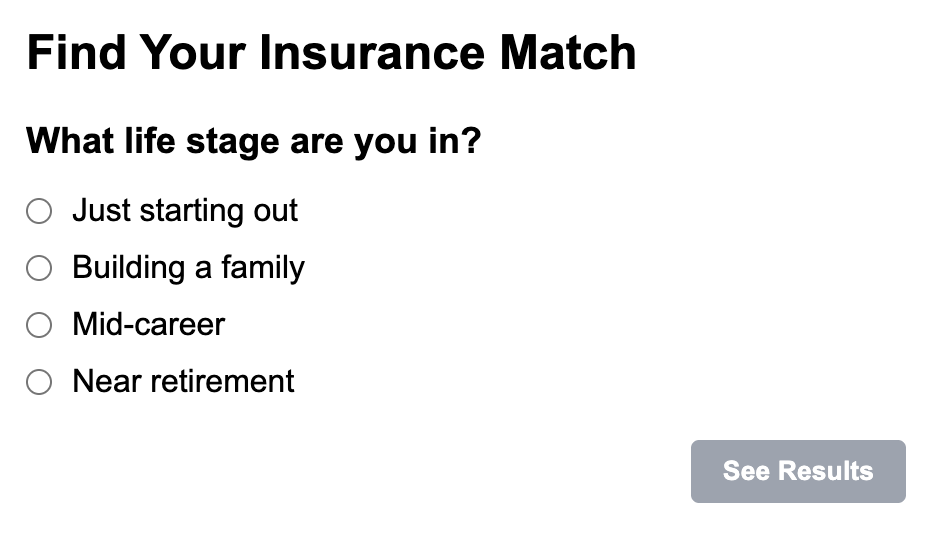 Find Your Insurance Match
What life stage are you in?
Just starting out
Building a family
Mid-career
Near retirement
See Results